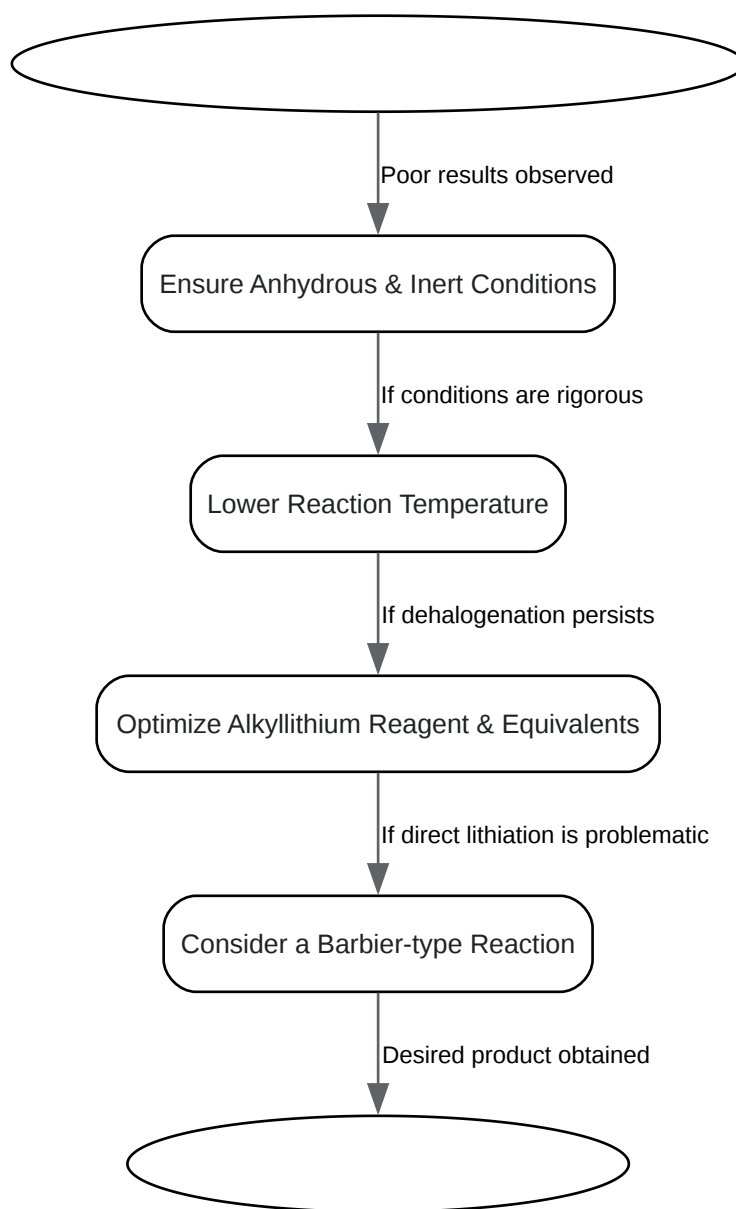 Poor results observed
Ensure Anhydrous & Inert Conditions
If conditions are rigorous
Lower Reaction Temperature
If dehalogenation persists
Optimize Alkyllithium Reagent & Equivalents
If direct lithiation is problematic
Consider a Barbier-type Reaction
Desired product obtained